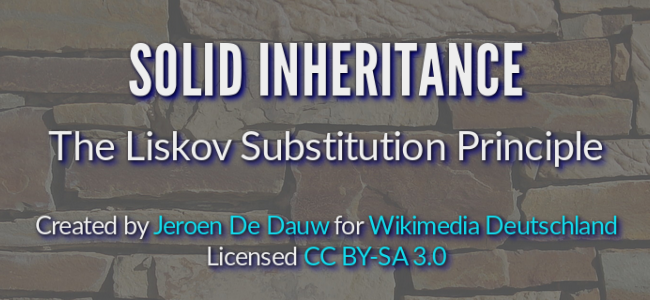 SOLID INHERITANCE
The Liskov Substitution Principle
Created by Jeroen De Dauw for Wikimedia Deutschland
Licensed CC BY-SA 3.0